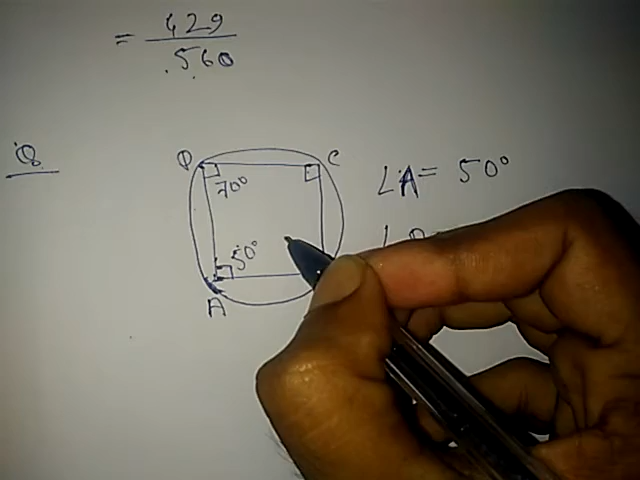 = 429
.560
Q
D C
70°
∠A = 50°
50°
A